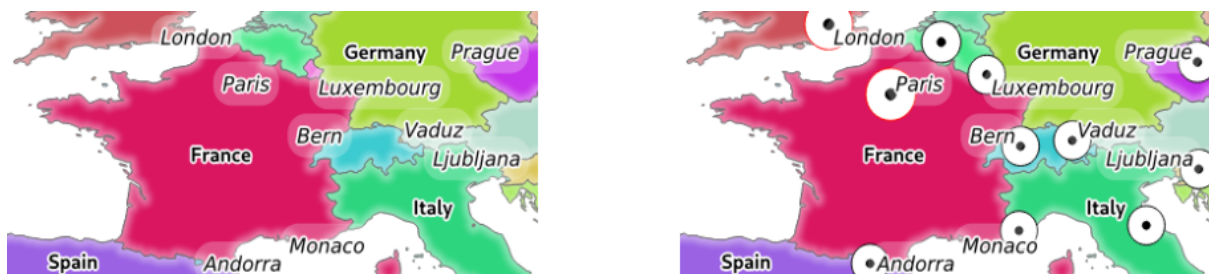 London
Germany
Prague
Paris
Luxembourg
Bern
Vaduz
France
Ljubljana
Italy
Monaco
Spain
Andorra
London
Germany
Prague
Paris
Luxembourg
Bern
Vaduz
France
Ljubljana
Italy
Monaco
Spain
Andorra